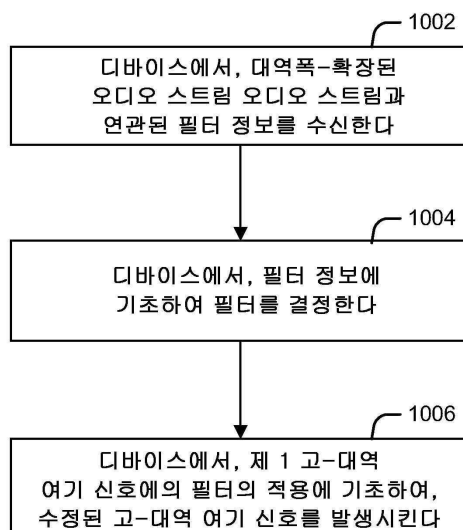 1002
디바이스에서, 대역폭-확장된
오디오 스트림 오디오 스트림과
연관된 필터 정보를 수신한다
1004
디바이스에서, 필터 정보에
기초하여 필터를 결정한다
1006
디바이스에서, 제 1 고-대역
여기 신호에의 필터의 적용에 기초하여,
수정된 고-대역 여기 신호를 발생시킨다